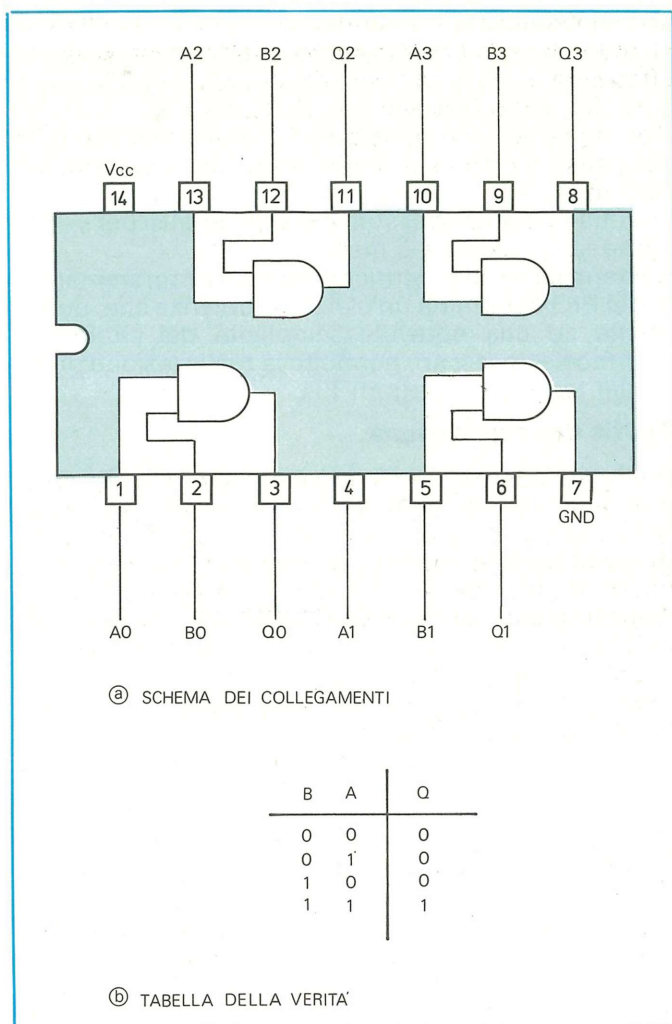 A2 B2 Q2 A3 B3 Q3
Vcc
14 13 12 11 10 9 8
1 2 3 4 5 6 7
GND
A0 B0 Q0 A1 B1 Q1
a SCHEMA DEI COLLEGAMENTI
B A Q
0 0 0
0 1 0
1 0 0
1 1 1
b TABELLA DELLA VERITA'